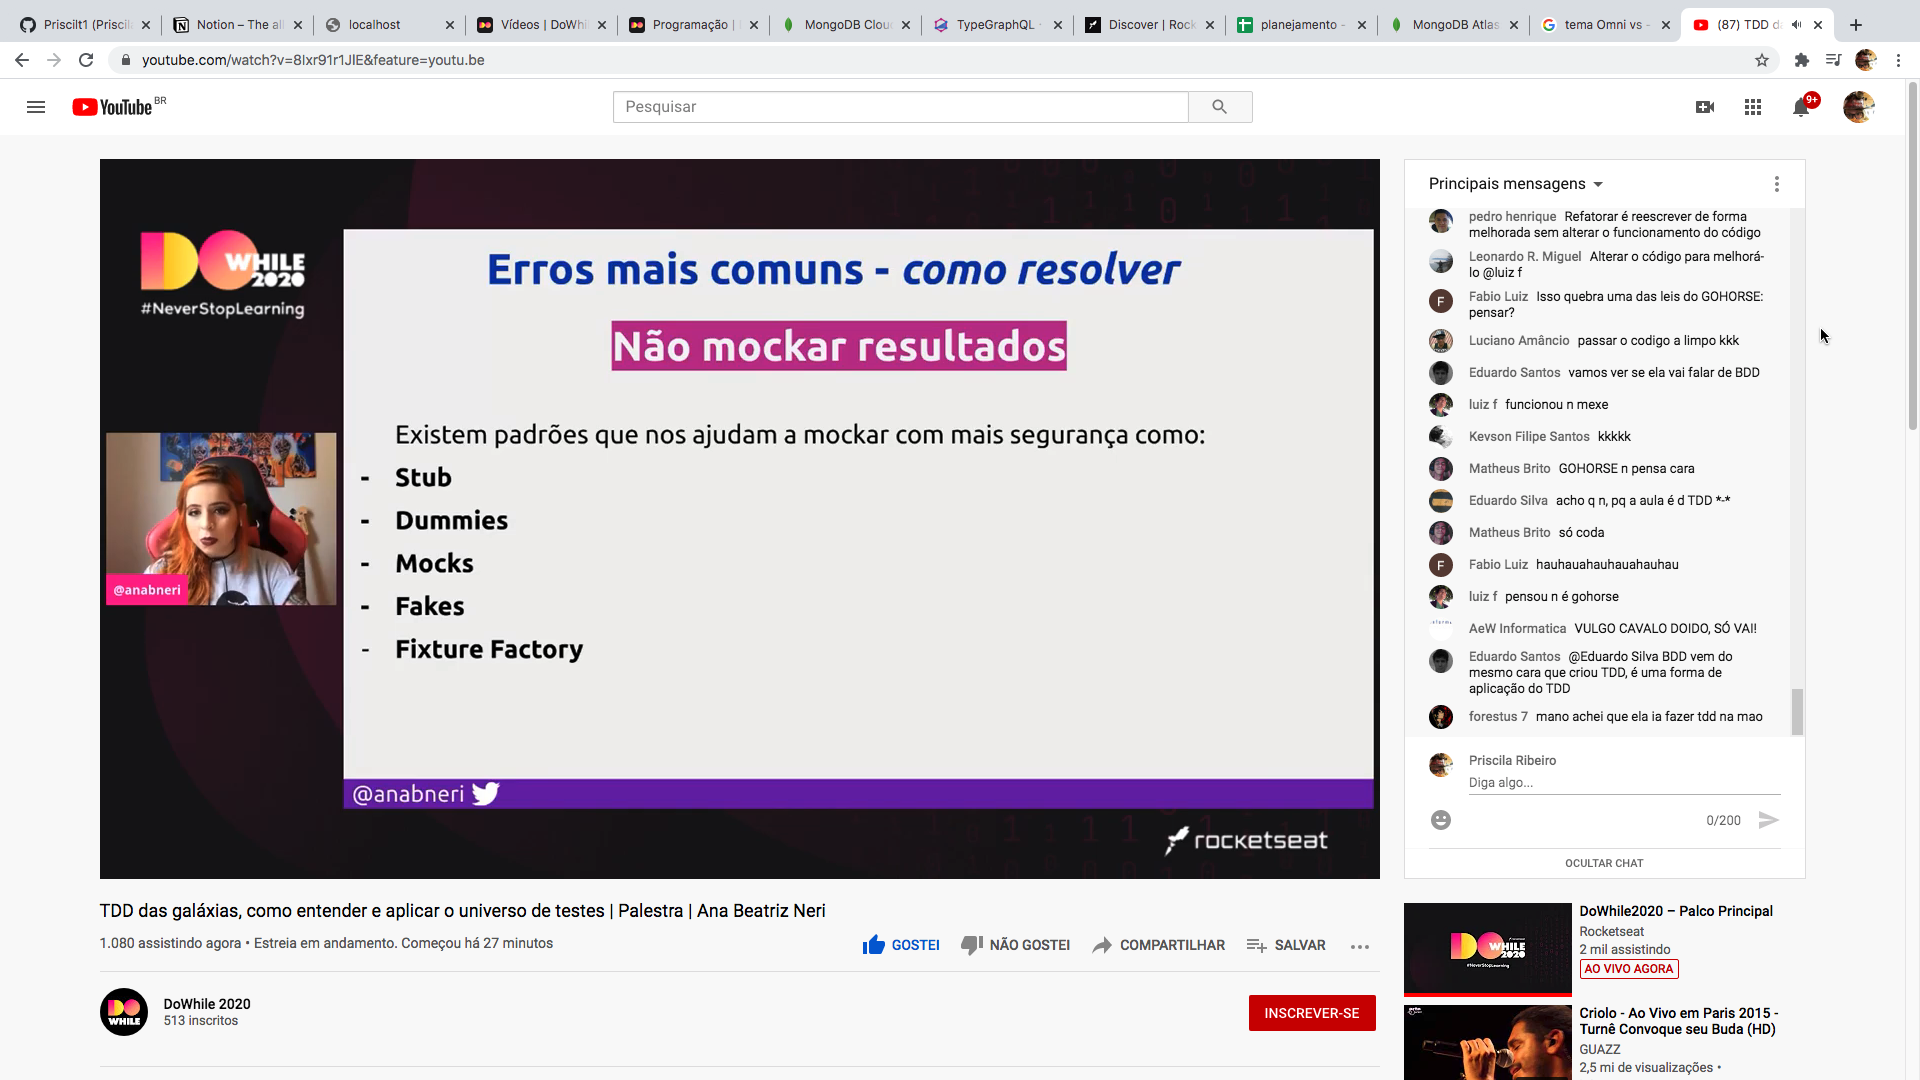 Priscilt1 (Priscil
Notion – The all
localhost
Vídeos | DoWhi
Programação |
MongoDB Clou
TypeGraphQL
Discover | Rock
planejamento -
MongoDB Atlas
tema Omni vs -
(87) TDD da
youtube.com/watch?v=8lxr91r1JlE&feature=youtu.be
YouTube BR
Pesquisar
9+
DO WHILE 2020
#NeverStopLearning
Erros mais comuns - como resolver
Não mockar resultados
Existem padrões que nos ajudam a mockar com mais segurança como:
- Stub
- Dummies
- Mocks
- Fakes
- Fixture Factory
@anabneri
@anabneri
rocketseat
Principais mensagens
pedro henrique Refatorar é reescrever de forma
melhorada sem alterar o funcionamento do código
Leonardo R. Miguel Alterar o código para melhorá-
lo @luiz f
F Fabio Luiz Isso quebra uma das leis do GOHORSE:
pensar?
Luciano Amâncio passar o codigo a limpo kkk
Eduardo Santos vamos ver se ela vai falar de BDD
luiz f funcionou n mexe
Kevson Filipe Santos kkkkk
Matheus Brito GOHORSE n pensa cara
Eduardo Silva acho q n, pq a aula é d TDD *-*
Matheus Brito só coda
F Fabio Luiz hauhauahauhauahauhau
luiz f pensou n é gohorse
AeW Informatica VULGO CAVALO DOIDO, SÓ VAI!
Eduardo Santos @Eduardo Silva BDD vem do
mesmo cara que criou TDD, é uma forma de
aplicação do TDD
forestus 7 mano achei que ela ia fazer tdd na mao
Priscila Ribeiro
Diga algo...
0/200
OCULTAR CHAT
TDD das galáxias, como entender e aplicar o universo de testes | Palestra | Ana Beatriz Neri
1.080 assistindo agora • Estreia em andamento. Começou há 27 minutos
GOSTEI
NÃO GOSTEI
COMPARTILHAR
SALVAR
DO WHILE
DoWhile 2020
513 inscritos
INSCREVER-SE
DO WHILE 2020
#NeverStopLearning
DoWhile2020 – Palco Principal
Rocketseat
2 mil assistindo
AO VIVO AGORA
Criolo - Ao Vivo em Paris 2015 -
Turnê Convoque seu Buda (HD)
GUAZZ
2,5 mi de visualizações •